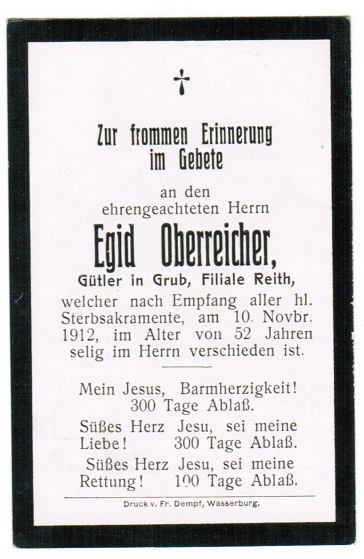 Zur frommen Erinnerung
im Gebete
an den
ehrengeachteten Herrn
Egid Oberreicher,
Gütler in Grub, Filiale Reith,
welcher nach Empfang aller hl.
Sterbsakramente, am 10. Novbr.
1912, im Alter von 52 Jahren
selig im Herrn verschieden ist.
Mein Jesus, Barmherzigkeit!
300 Tage Ablaß.
Süßes Herz Jesu, sei meine
Liebe! 300 Tage Ablaß.
Süßes Herz Jesu, sei meine
Rettung! 100 Tage Ablaß.
Druck v. Fr. Dempf, Wasserburg.